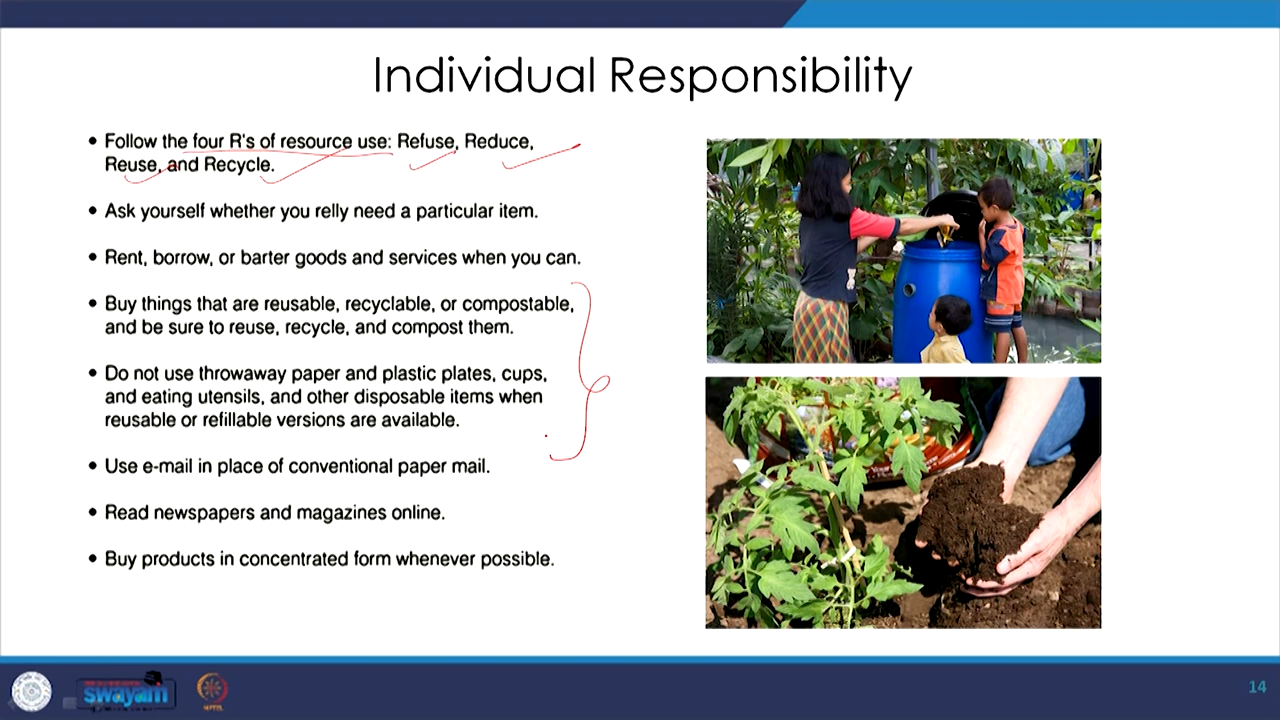 Individual Responsibility
• Follow the four R's of resource use: Refuse, Reduce,
Reuse, and Recycle.
• Ask yourself whether you relly need a particular item.
• Rent, borrow, or barter goods and services when you can.
• Buy things that are reusable, recyclable, or compostable,
and be sure to reuse, recycle, and compost them.
• Do not use throwaway paper and plastic plates, cups,
and eating utensils, and other disposable items when
reusable or refillable versions are available.
• Use e-mail in place of conventional paper mail.
• Read newspapers and magazines online.
• Buy products in concentrated form whenever possible.
swayam
14